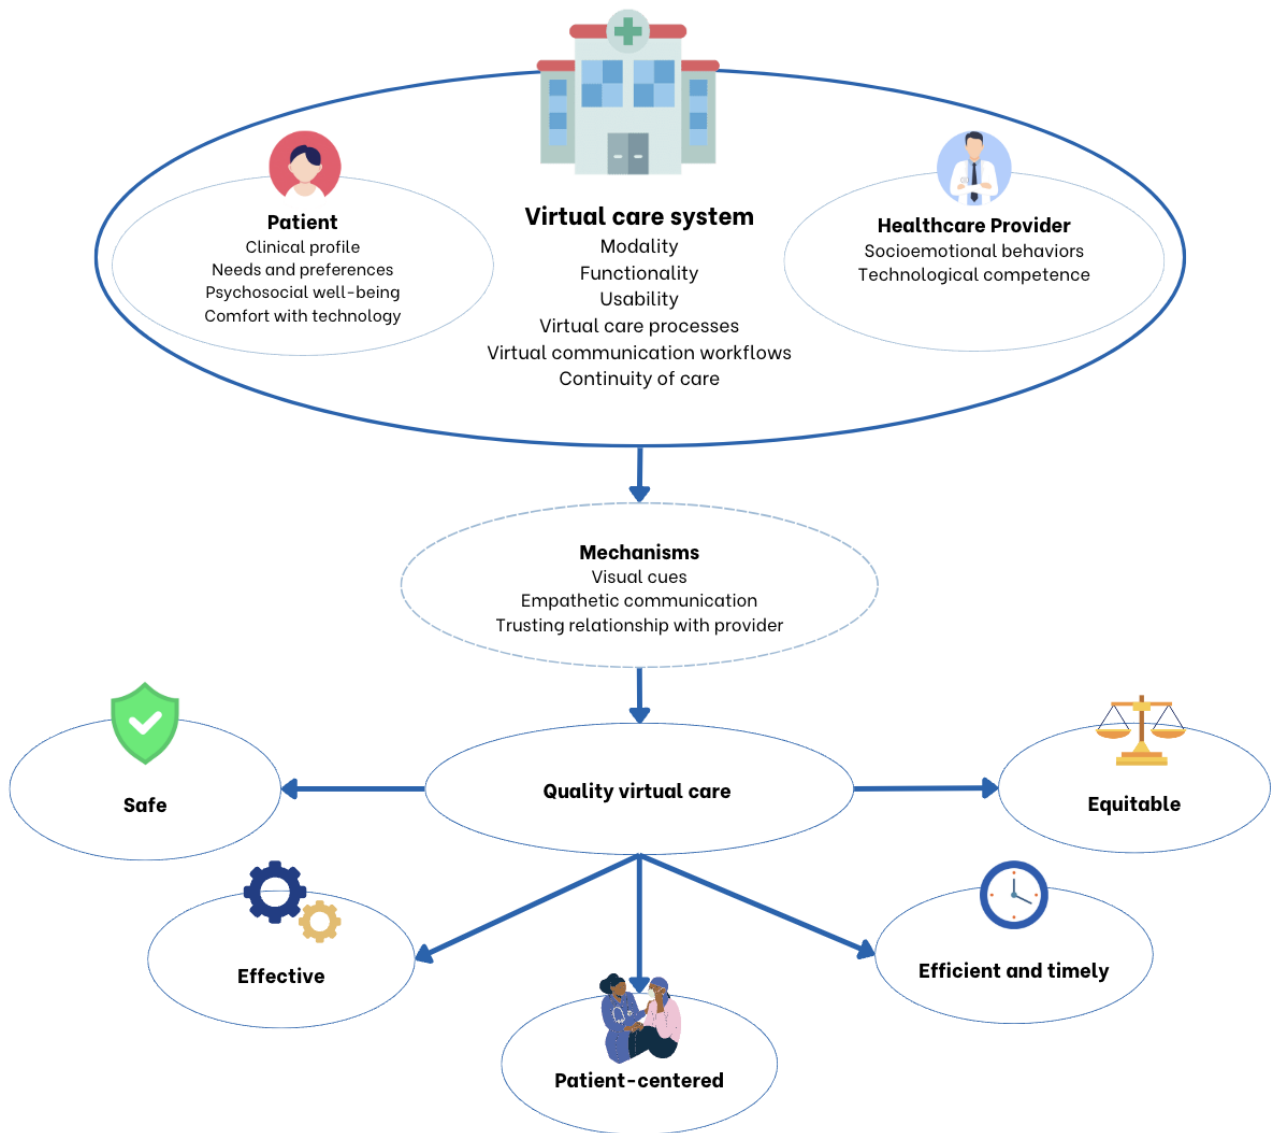 Patient
Clinical profile
Needs and preferences
Psychosocial well-being
Comfort with technology
Virtual care system
Modality
Functionality
Usability
Virtual care processes
Virtual communication workflows
Continuity of care
Healthcare Provider
Socioemotional behaviors
Technological competence
Mechanisms
Visual cues
Empathetic communication
Trusting relationship with provider
Quality virtual care
Safe
Equitable
Effective
Efficient and timely
Patient-centered